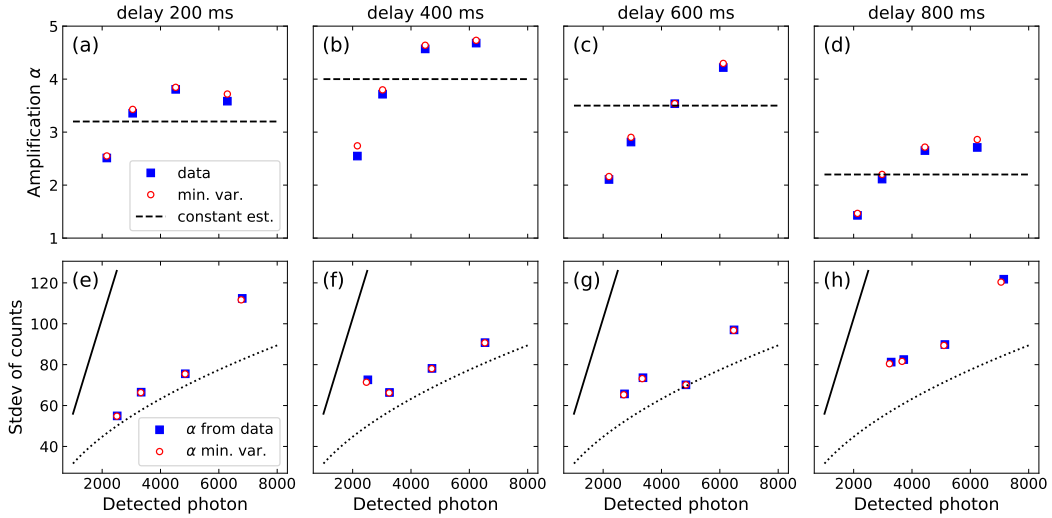 delay 200 ms delay 400 ms delay 600 ms delay 800 ms
(a) (b) (c) (d)
Amplification α
5
4
3
2
1
data
min. var.
constant est.
(e) (f) (g) (h)
Stdev of counts
120
100
80
60
40
α from data
α min. var.
2000 4000 6000 8000 2000 4000 6000 8000 2000 4000 6000 8000 2000 4000 6000 8000
Detected photon Detected photon Detected photon Detected photon